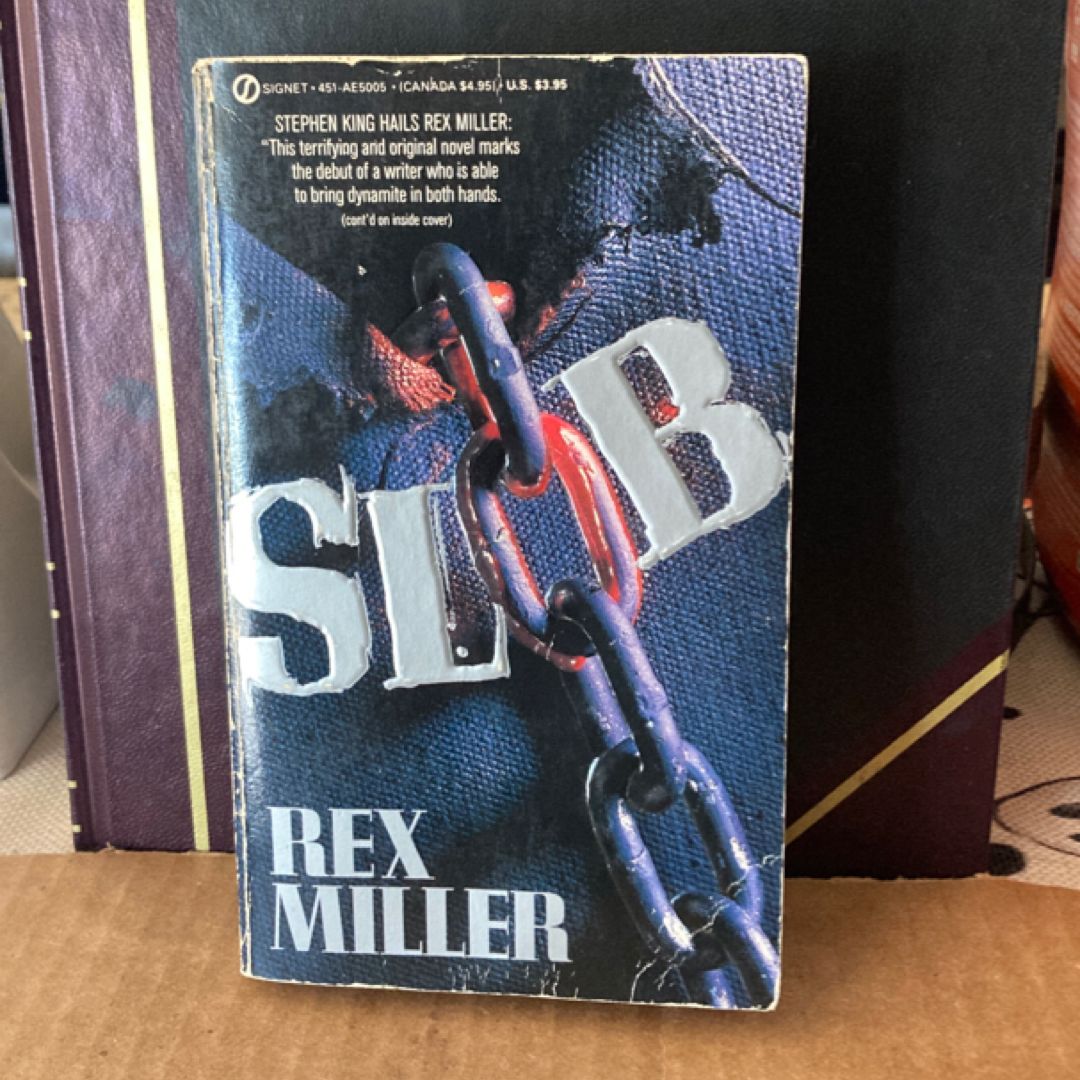 SIGNET • 451-AE5005 • (CANADA $4.95) • U.S. $3.95
STEPHEN KING HAILS REX MILLER:
"This terrifying and original novel marks
the debut of a writer who is able
to bring dynamite in both hands.
(cont'd on inside cover)
SLOB
REX
MILLER